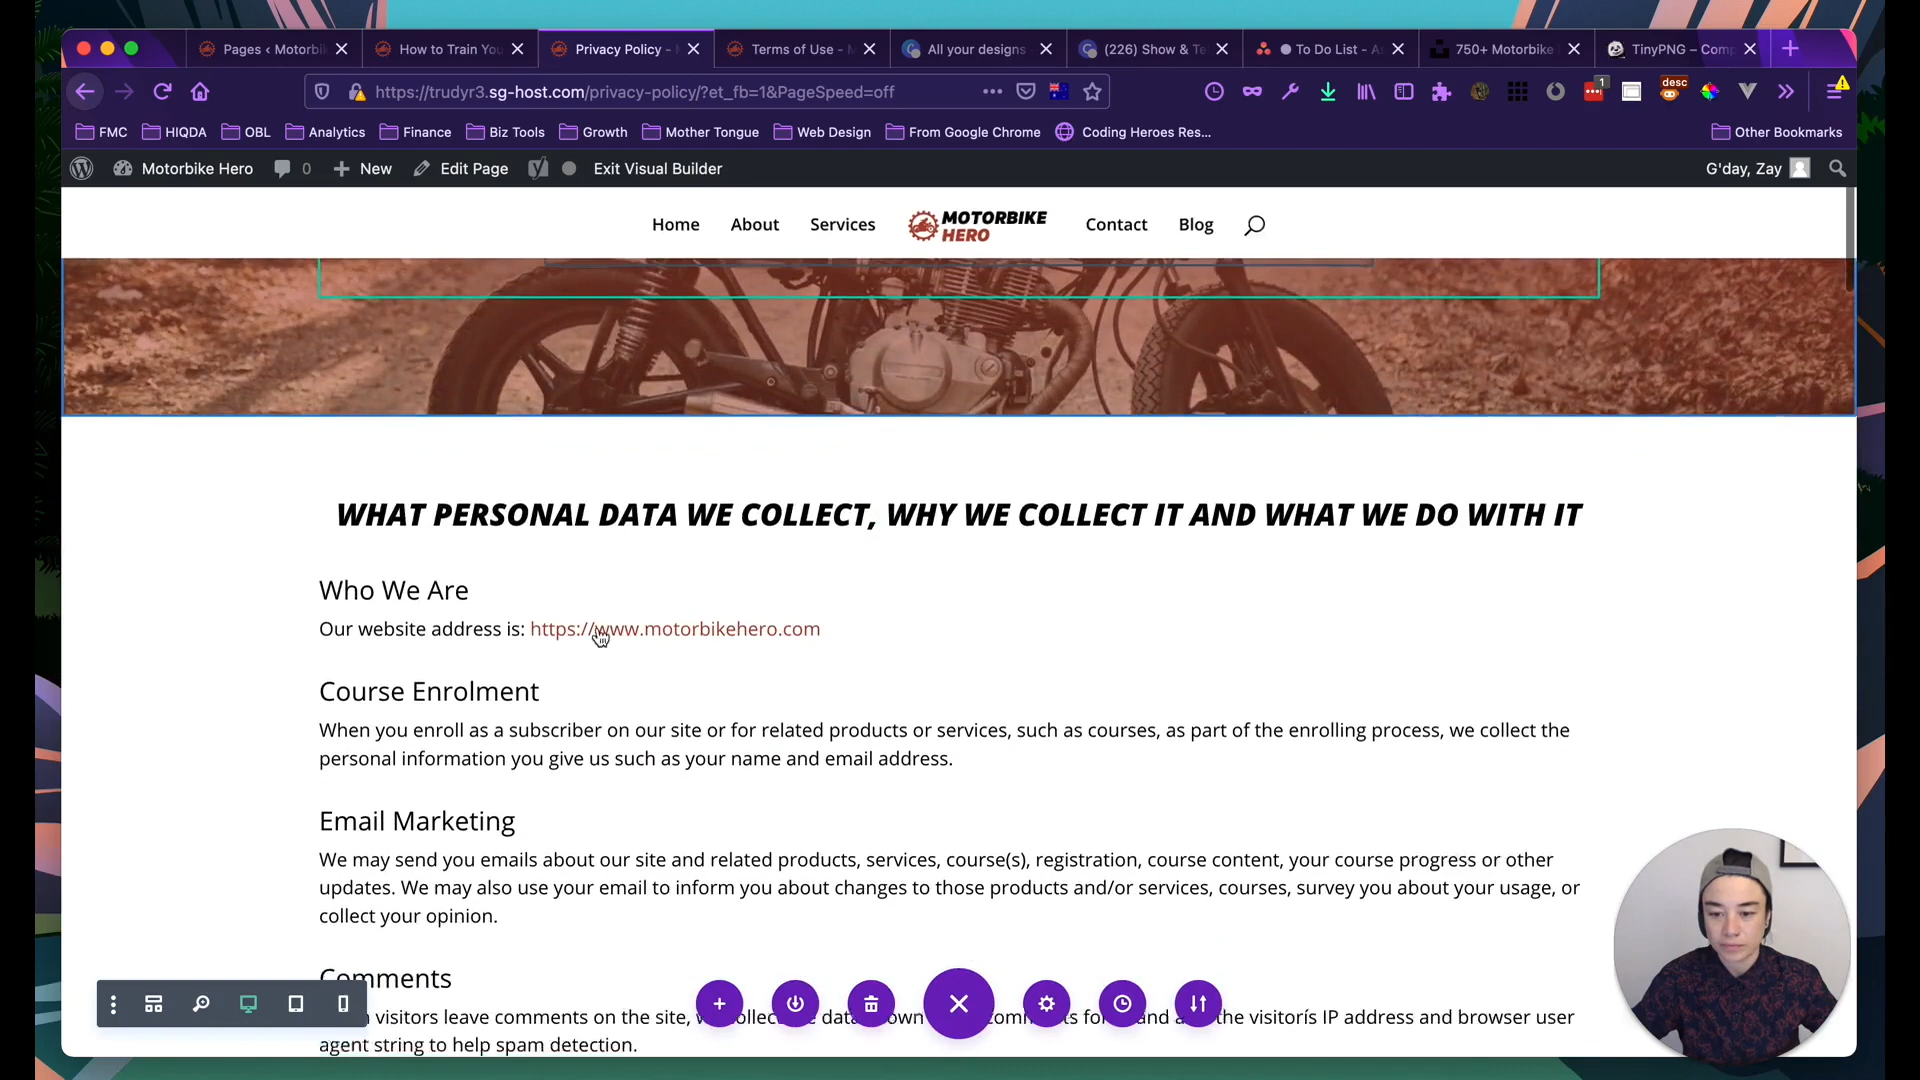 Pages ‹ Motorbi
How to Train You
Privacy Policy -
Terms of Use - M
All your designs
(226) Show & Te
To Do List - A
750+ Motorbike
TinyPNG – Comp
https://trudyr3.sg-host.com/privacy-policy/?et_fb=1&PageSpeed=off
1
desc
FMC
HIQDA
OBL
Analytics
Finance
Biz Tools
Growth
Mother Tongue
Web Design
From Google Chrome
Coding Heroes Res...
Other Bookmarks
Motorbike Hero
0
New
Edit Page
Exit Visual Builder
G'day, Zay
Home
About
Services
MOTORBIKE
HERO
Contact
Blog
WHAT PERSONAL DATA WE COLLECT, WHY WE COLLECT IT AND WHAT WE DO WITH IT
Who We Are
Our website address is: https://www.motorbikehero.com
Course Enrolment
When you enroll as a subscriber on our site or for related products or services, such as courses, as part of the enrolling process, we collect the
personal information you give us such as your name and email address.
Email Marketing
We may send you emails about our site and related products, services, course(s), registration, course content, your course progress or other
updates. We may also use your email to inform you about changes to those products and/or services, courses, survey you about your usage, or
collect your opinion.
Comments
visitors leave comments on the site, collect data the visitorís IP address and browser user
agent string to help spam detection.